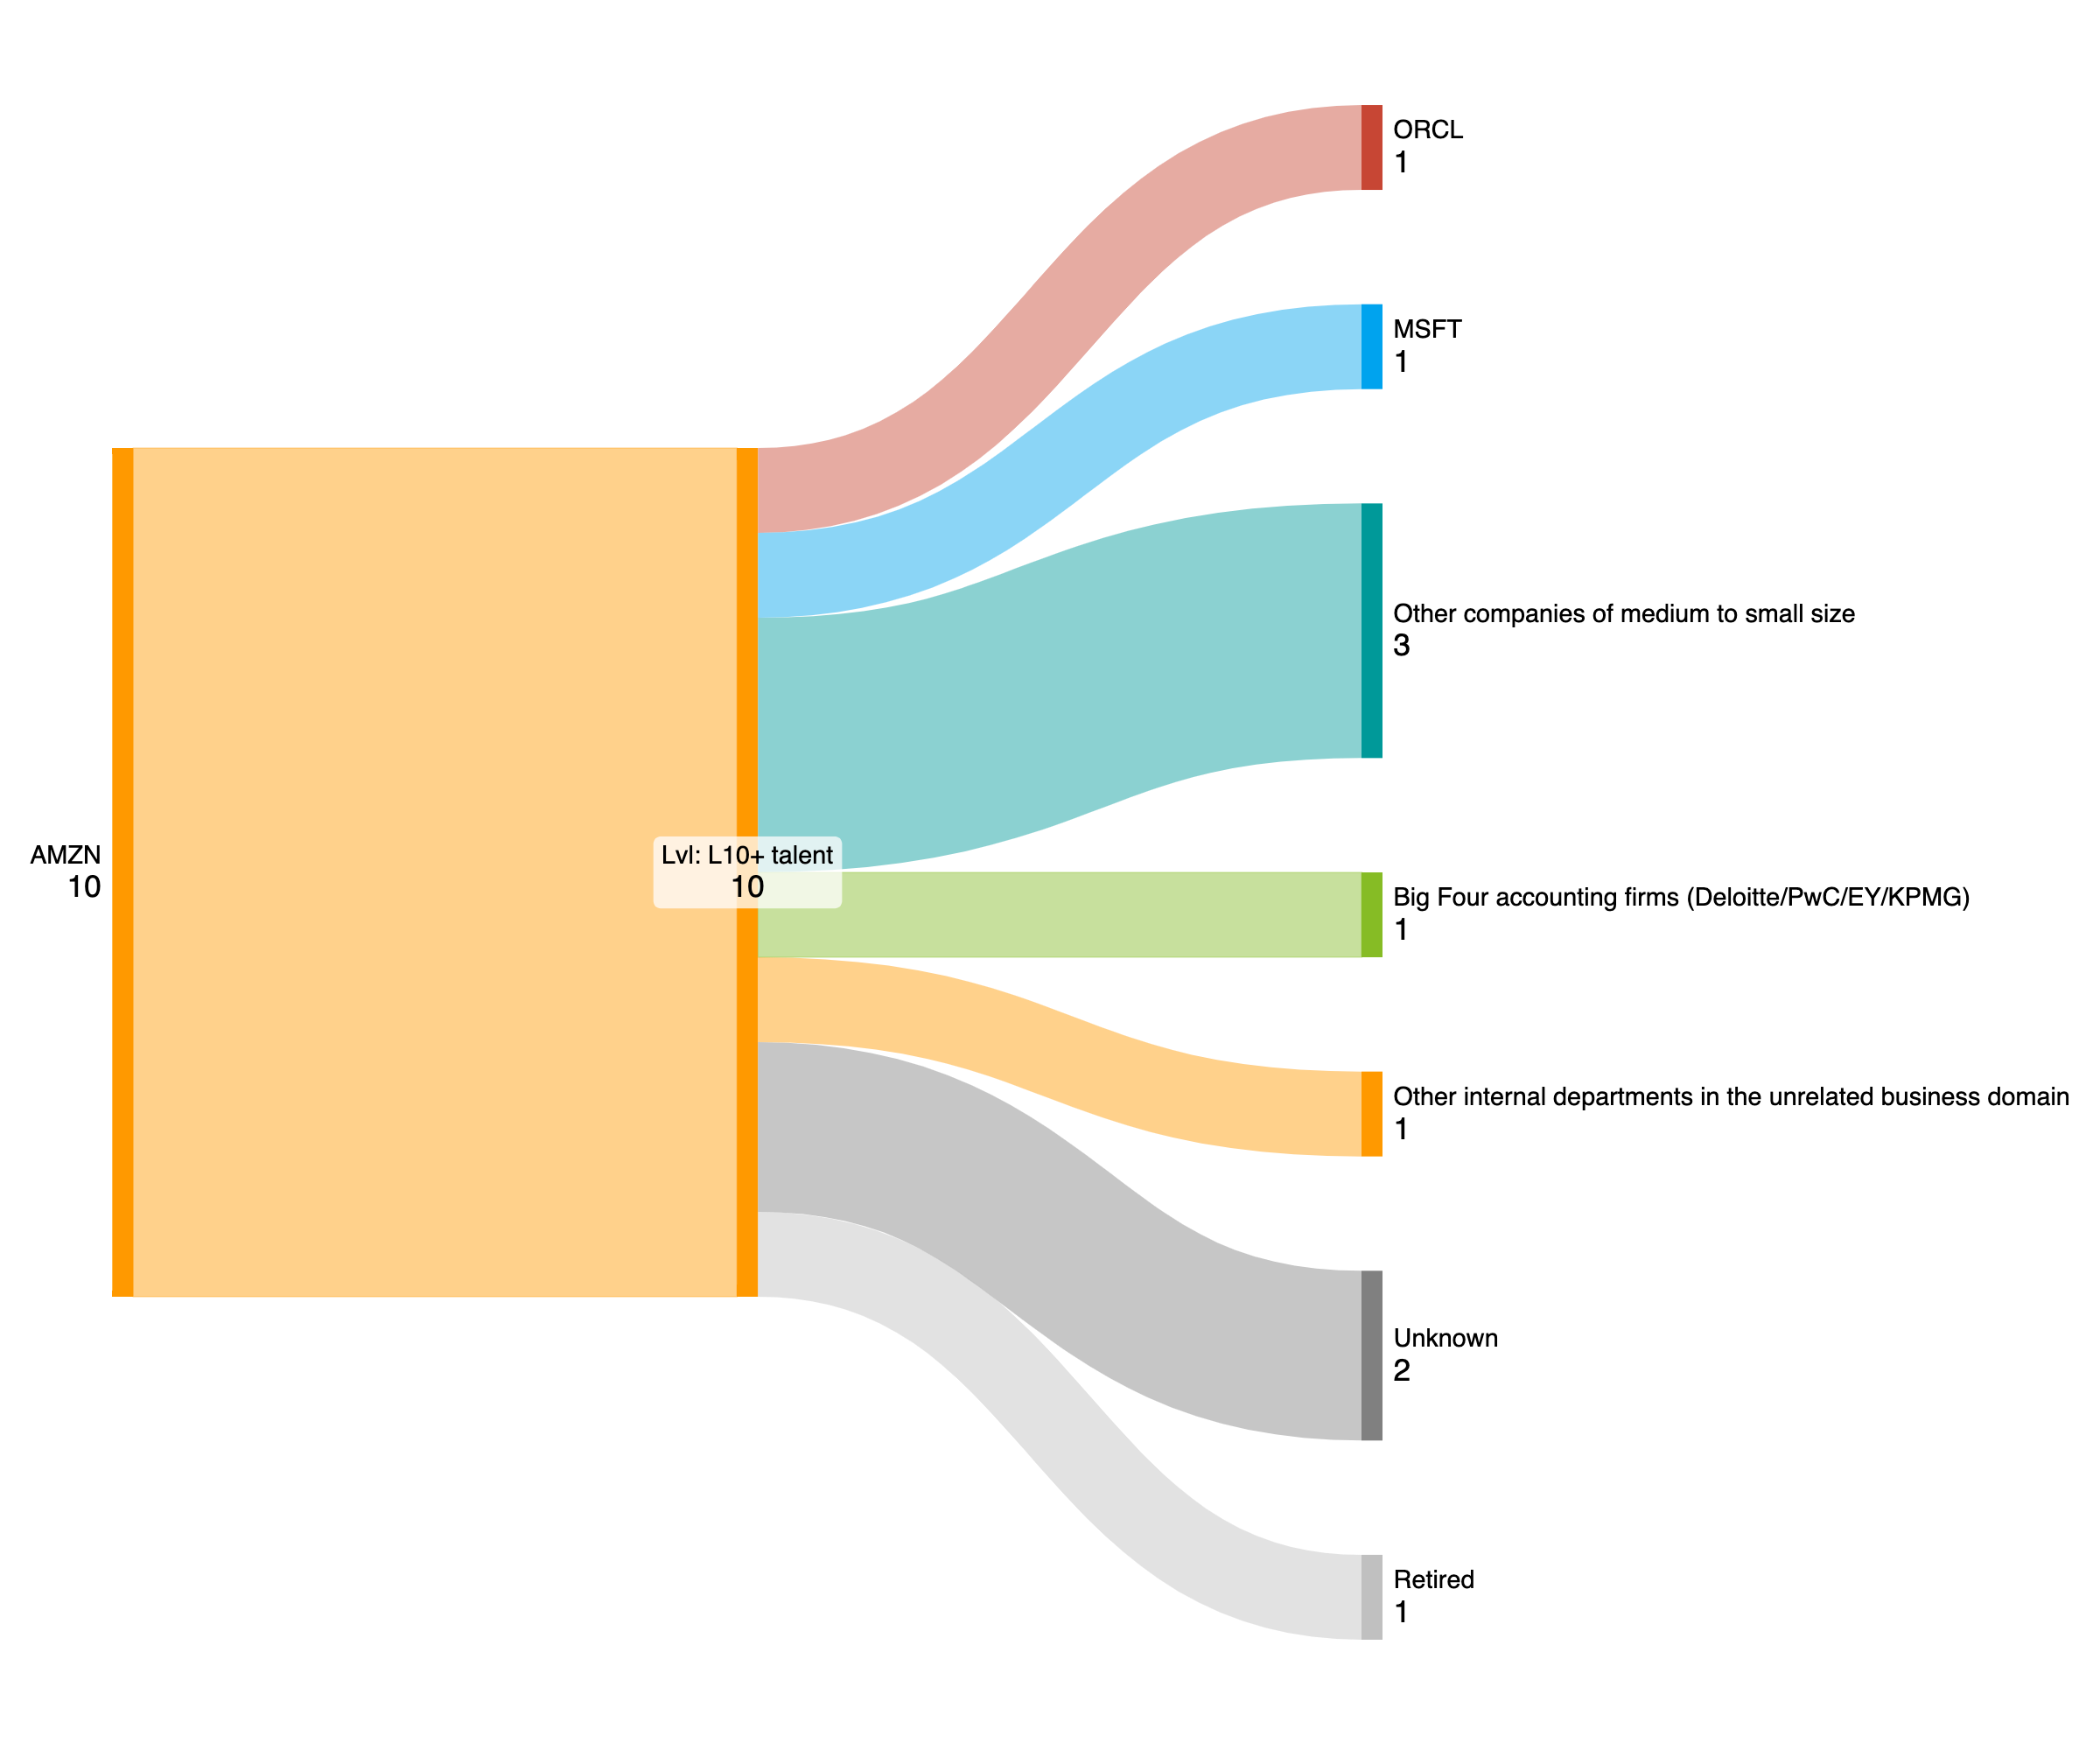 ORCL
1
MSFT
1
Other companies of medium to small size
3
AMZN
10
Lvl: L10+ talent
10
Big Four accounting firms (Deloitte/PwC/EY/KPMG)
1
Other internal departments in the unrelated business domain
1
Unknown
2
Retired
1